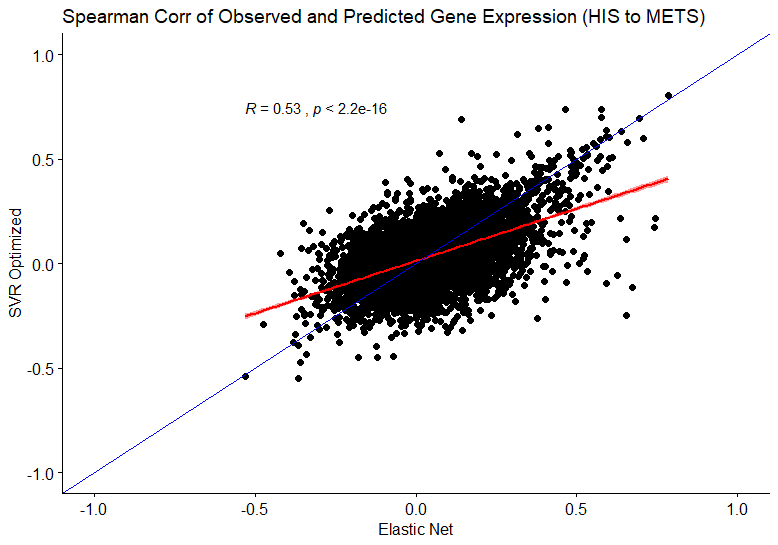 Spearman Corr of Observed and Predicted Gene Expression (HIS to METS)
R = 0.53 , p < 2.2e-16
SVR Optimized
1.0
0.5
0.0
-0.5
-1.0
-1.0 -0.5 0.0 0.5 1.0
Elastic Net